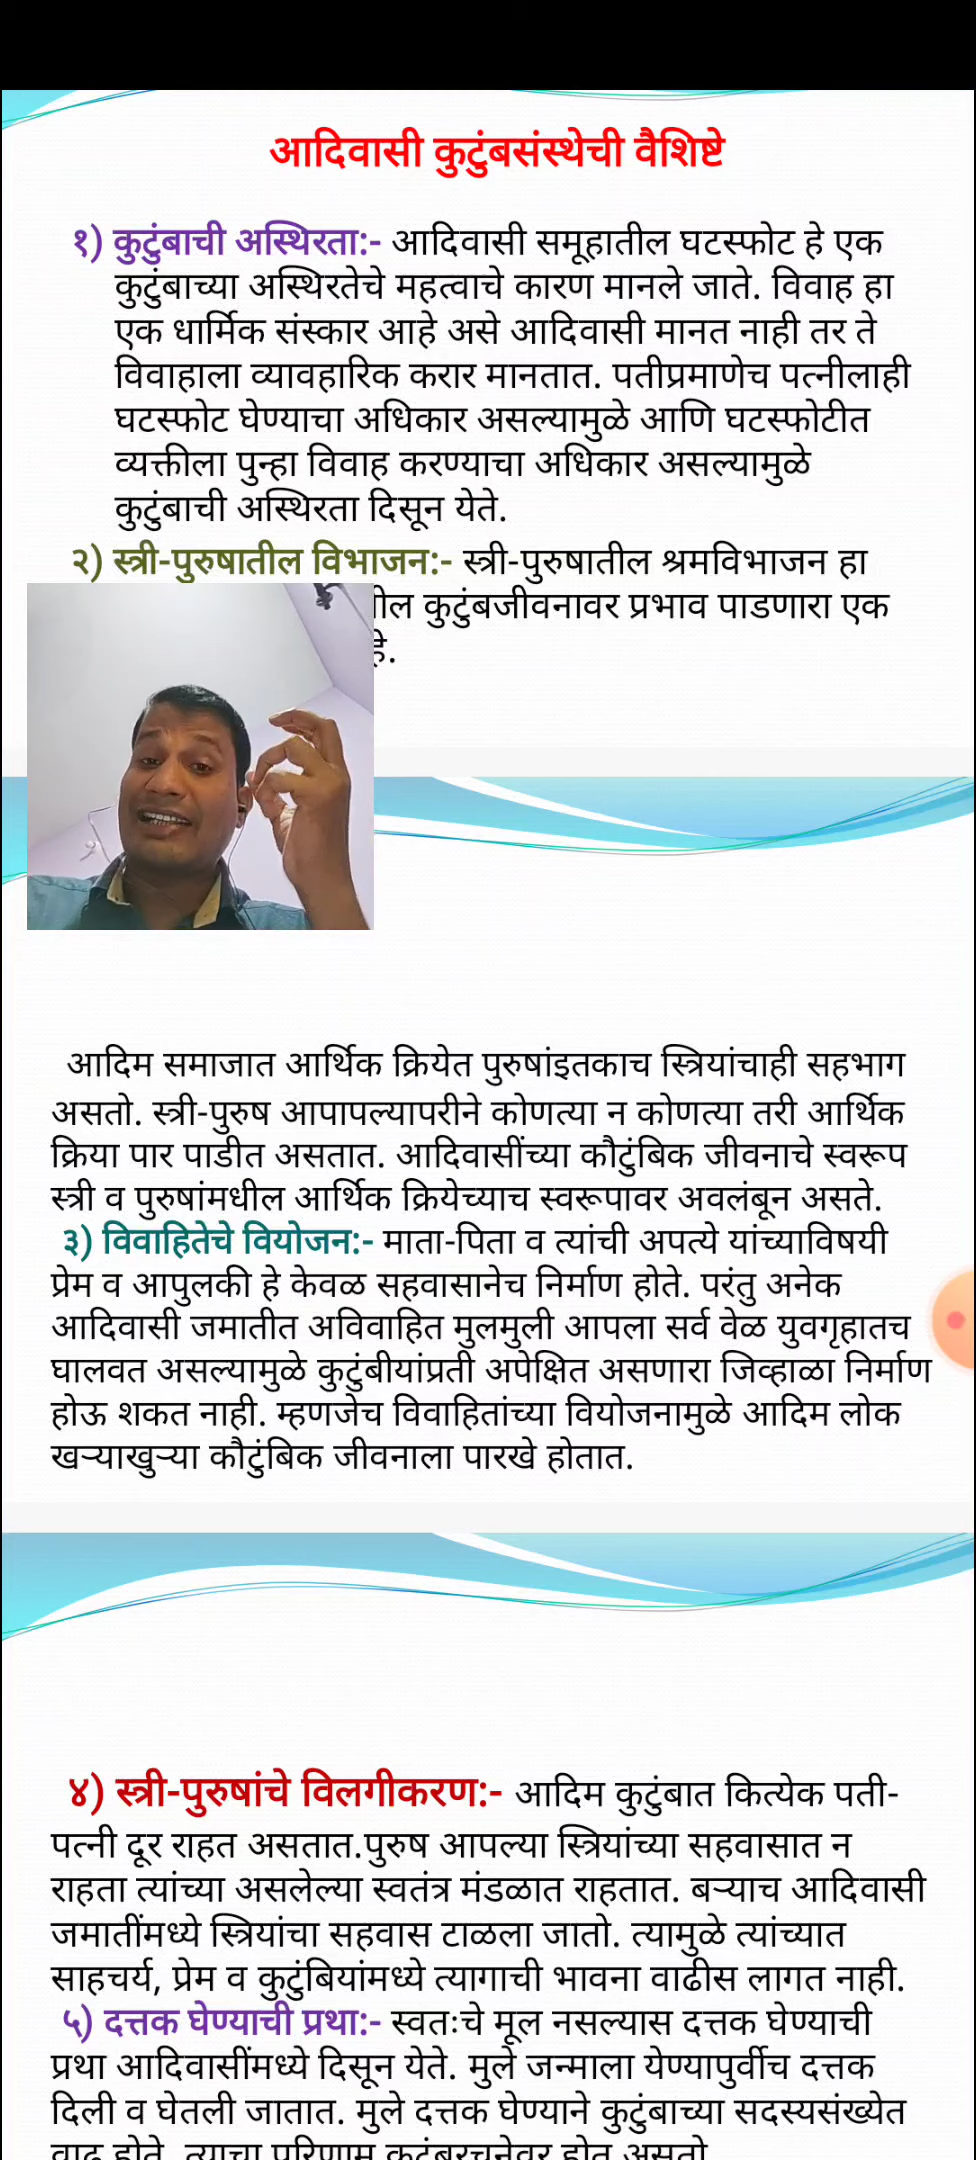 आदिवासी कुटुंबसंस्थेची वैशिष्टे
१) कुटुंबाची अस्थिरता:- आदिवासी समूहातील घटस्फोट हे एक
कुटुंबाच्या अस्थिरतेचे महत्वाचे कारण मानले जाते. विवाह हा
एक धार्मिक संस्कार आहे असे आदिवासी मानत नाही तर ते
विवाहाला व्यावहारिक करार मानतात. पतीप्रमाणेच पत्नीलाही
घटस्फोट घेण्याचा अधिकार असल्यामुळे आणि घटस्फोटीत
व्यक्तीला पुन्हा विवाह करण्याचा अधिकार असल्यामुळे
कुटुंबाची अस्थिरता दिसून येते.
२) स्त्री-पुरुषातील विभाजन:- स्त्री-पुरुषातील श्रमविभाजन हा
कुटुंबजीवनावर प्रभाव पाडणारा एक
आदिम समाजात आर्थिक क्रियेत पुरुषांइतकाच स्त्रियांचाही सहभाग
असतो. स्त्री-पुरुष आपापल्यापरीने कोणत्या न कोणत्या तरी आर्थिक
क्रिया पार पाडीत असतात. आदिवासींच्या कौटुंबिक जीवनाचे स्वरूप
स्त्री व पुरुषांमधील आर्थिक क्रियेच्याच स्वरूपावर अवलंबून असते.
३) विवाहितेचे वियोजन:- माता-पिता व त्यांची अपत्ये यांच्याविषयी
प्रेम व आपुलकी हे केवळ सहवासानेच निर्माण होते. परंतु अनेक
आदिवासी जमातीत अविवाहित मुलमुली आपला सर्व वेळ युवगृहातच
घालवत असल्यामुळे कुटुंबीयांप्रती अपेक्षित असणारा जिव्हाळा निर्माण
होऊ शकत नाही. म्हणजेच विवाहितांच्या वियोजनामुळे आदिम लोक
खऱ्याखुऱ्या कौटुंबिक जीवनाला पारखे होतात.
४) स्त्री-पुरुषांचे विलगीकरण:- आदिम कुटुंबात कित्येक पती-
पत्नी दूर राहत असतात.पुरुष आपल्या स्त्रियांच्या सहवासात न
राहता त्यांच्या असलेल्या स्वतंत्र मंडळात राहतात. बऱ्याच आदिवासी
जमातींमध्ये स्त्रियांचा सहवास टाळला जातो. त्यामुळे त्यांच्यात
साहचर्य, प्रेम व कुटुंबियांमध्ये त्यागाची भावना वाढीस लागत नाही.
५) दत्तक घेण्याची प्रथा:- स्वतःचे मूल नसल्यास दत्तक घेण्याची
प्रथा आदिवासींमध्ये दिसून येते. मुले जन्माला येण्यापुर्वीच दत्तक
दिली व घेतली जातात. मुले दत्तक घेण्याने कुटुंबाच्या सदस्यसंख्येत
वाढ होते. त्याचा परिणाम कुटुंबरचनेवर होत असतो